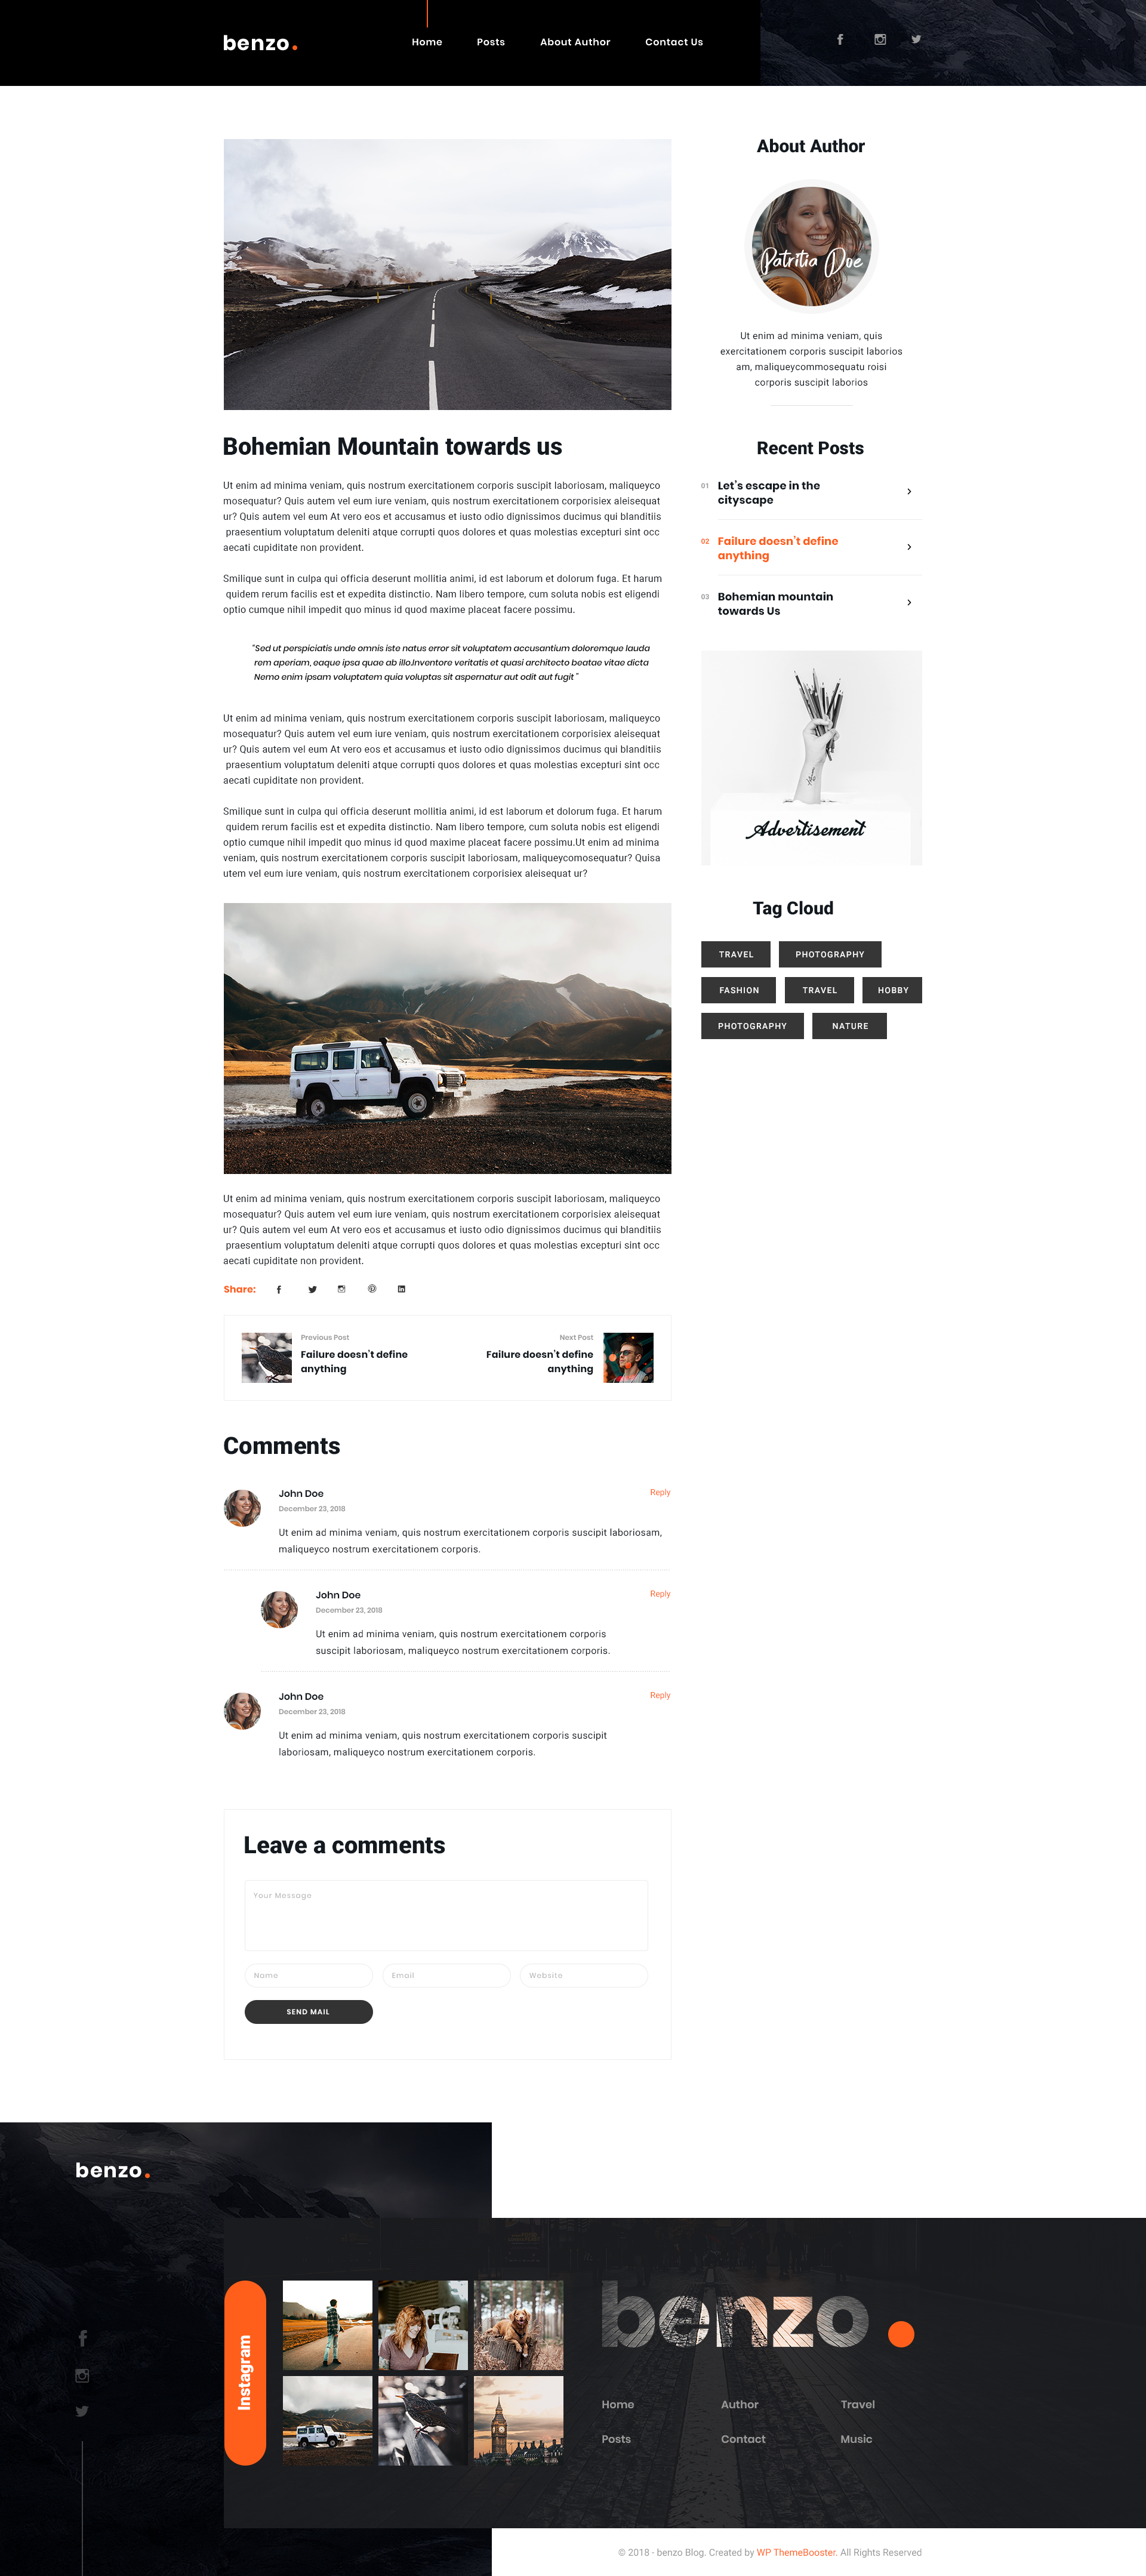 benzo.
Home
Posts
About Author
Contact Us
Bohemian Mountain towards us
Ut enim ad minima veniam, quis nostrum exercitationem corporis suscipit laboriosam, maliqueyco
mosequatur? Quis autem vel eum iure veniam, quis nostrum exercitationem corporisiex aleisequat
ur? Quis autem vel eum At vero eos et accusamus et iusto odio dignissimos ducimus qui blanditiis
praesentium voluptatum deleniti atque corrupti quos dolores et quas molestias excepturi sint occ
aecati cupiditate non provident.
Smilique sunt in culpa qui officia deserunt mollitia animi, id est laborum et dolorum fuga. Et harum
quidem rerum facilis est et expedita distinctio. Nam libero tempore, cum soluta nobis est eligendi
optio cumque nihil impedit quo minus id quod maxime placeat facere possimu.
"Sed ut perspiciatis unde omnis iste natus error sit voluptatem accusantium doloremque lauda
rem aperiam, eaque ipsa quae ab illo.Inventore veritatis et quasi architecto beatae vitae dicta
Nemo enim ipsam voluptatem quia voluptas sit aspernatur aut odit aut fugit "
Ut enim ad minima veniam, quis nostrum exercitationem corporis suscipit laboriosam, maliqueyco
mosequatur? Quis autem vel eum iure veniam, quis nostrum exercitationem corporisiex aleisequat
ur? Quis autem vel eum At vero eos et accusamus et iusto odio dignissimos ducimus qui blanditiis
praesentium voluptatum deleniti atque corrupti quos dolores et quas molestias excepturi sint occ
aecati cupiditate non provident.
Smilique sunt in culpa qui officia deserunt mollitia animi, id est laborum et dolorum fuga. Et harum
quidem rerum facilis est et expedita distinctio. Nam libero tempore, cum soluta nobis est eligendi
optio cumque nihil impedit quo minus id quod maxime placeat facere possimu.Ut enim ad minima
veniam, quis nostrum exercitationem corporis suscipit laboriosam, maliqueycomosequatur? Quisa
utem vel eum iure veniam, quis nostrum exercitationem corporisiex aleisequat ur?
Ut enim ad minima veniam, quis nostrum exercitationem corporis suscipit laboriosam, maliqueyco
mosequatur? Quis autem vel eum iure veniam, quis nostrum exercitationem corporisiex aleisequat
ur? Quis autem vel eum At vero eos et accusamus et iusto odio dignissimos ducimus qui blanditiis
praesentium voluptatum deleniti atque corrupti quos dolores et quas molestias excepturi sint occ
aecati cupiditate non provident.
Share:
Previous Post
Failure doesn't define
anything
Next Post
Failure doesn't define
anything
Comments
John Doe
Reply
December 23, 2018
Ut enim ad minima veniam, quis nostrum exercitationem corporis suscipit laboriosam,
maliqueyco nostrum exercitationem corporis.
John Doe
Reply
December 23, 2018
Ut enim ad minima veniam, quis nostrum exercitationem corporis
suscipit laboriosam, maliqueyco nostrum exercitationem corporis.
John Doe
Reply
December 23, 2018
Ut enim ad minima veniam, quis nostrum exercitationem corporis suscipit
laboriosam, maliqueyco nostrum exercitationem corporis.
Leave a comments
Your Message
Name
Email
Website
SEND MAIL
About Author
Patritia Doe
Ut enim ad minima veniam, quis
exercitationem corporis suscipit laborios
am, maliqueycommosequatu roisi
corporis suscipit laborios
Recent Posts
01 Let's escape in the
cityscape
02 Failure doesn't define
anything
03 Bohemian mountain
towards Us
Advertisement
Tag Cloud
TRAVEL
PHOTOGRAPHY
FASHION
TRAVEL
HOBBY
PHOTOGRAPHY
NATURE
benzo.
Instagram
benzo.
Home
Author
Travel
Posts
Contact
Music
© 2018 - benzo Blog. Created by WP ThemeBooster. All Rights Reserved